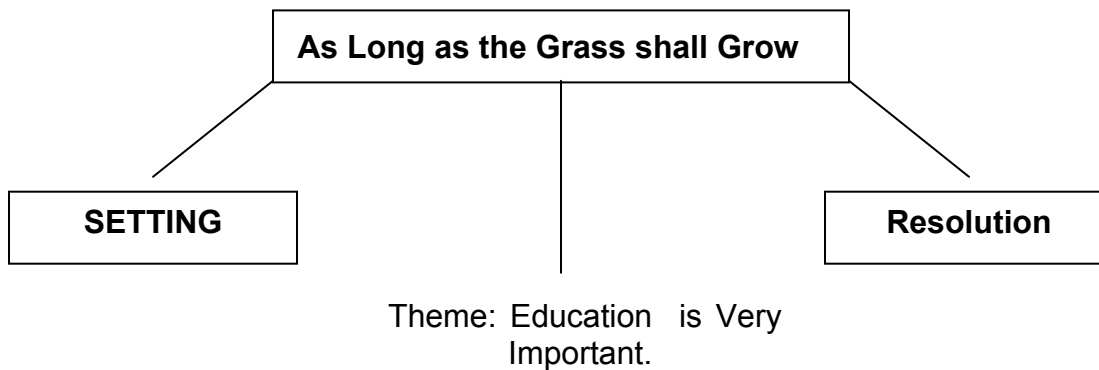 As Long as the Grass shall Grow
SETTING
Resolution
Theme: Education is Very
Important.